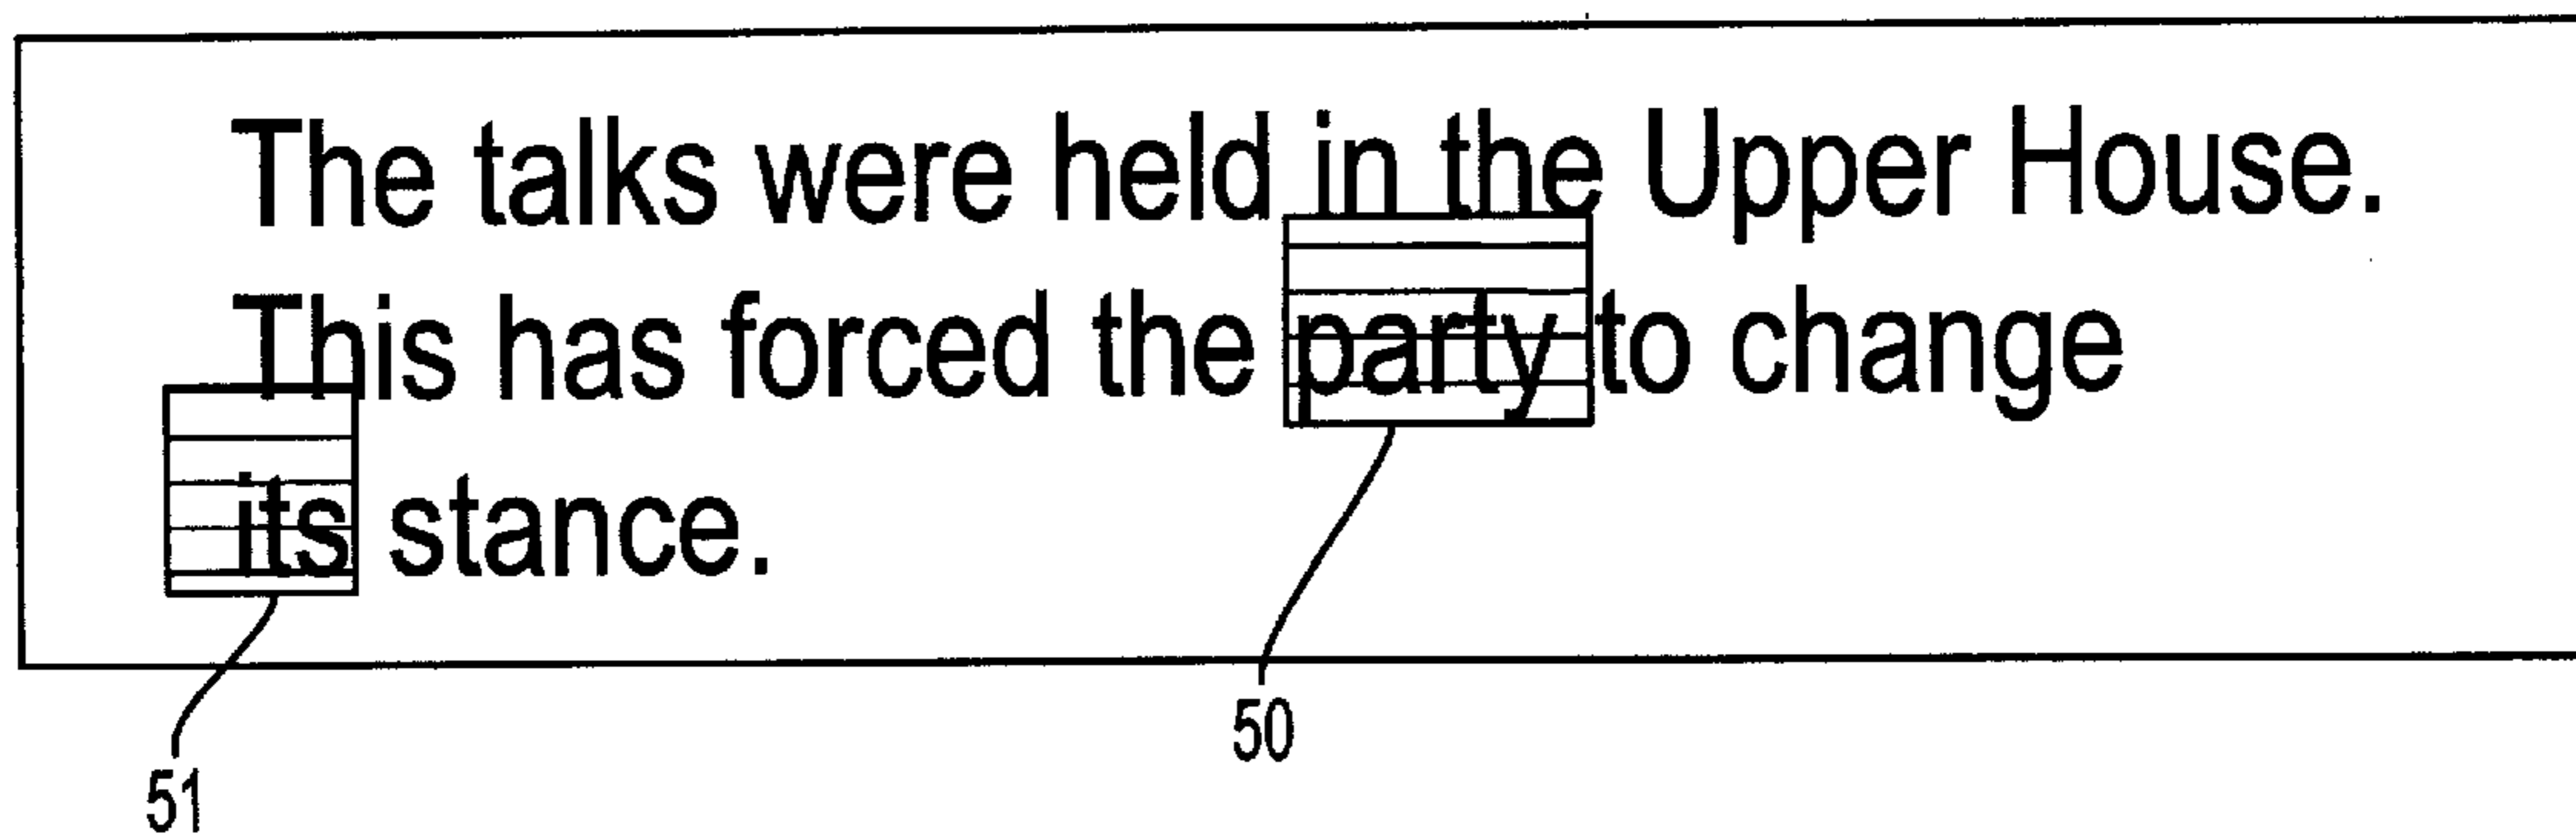 The talks were held in the Upper House.
This has forced the party to change
its stance.
50
51